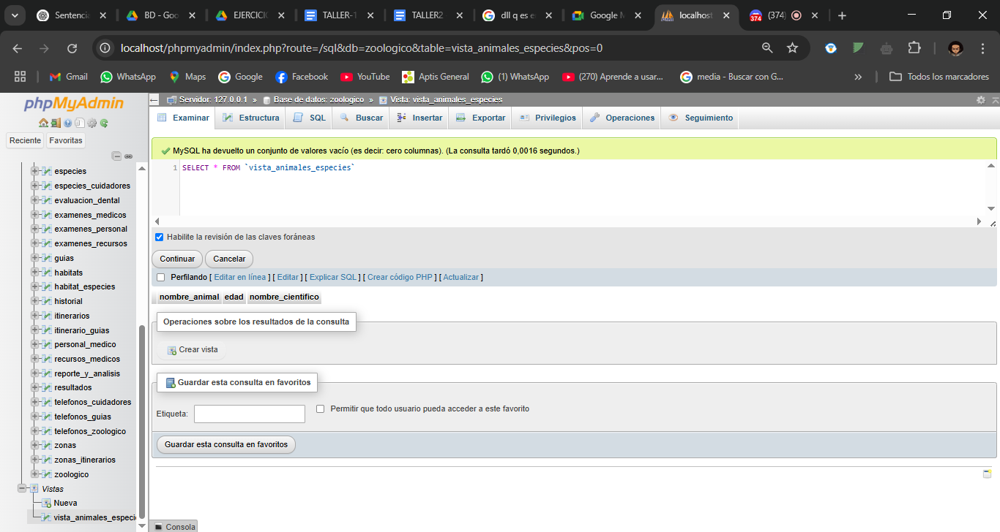 Sentencia
BD - Goo
EJERCICIO
TALLER-1
TALLER2
dll q es e
Google M
localhost
374
(374)
localhost/phpmyadmin/index.php?route=/sql&db=zoologico&table=vista_animales_especies&pos=0
Gmail
WhatsApp
Maps
Google
Facebook
YouTube
Aptis General
(1) WhatsApp
(270) Aprende a usar...
media - Buscar con G...
»
Todos los marcadores
phpMyAdmin
Reciente
Favoritas
especies
especies_cuidadores
evaluacion_dental
examenes_medicos
examenes_personal
examenes_recursos
guias
habitats
habitat_especies
historial
itinerarios
itinerario_guias
personal_medico
recursos_medicos
reporte_y_analisis
resultados
telefonos_cuidadores
telefonos_guias
telefonos_zoologico
zonas
zonas_itinerarios
zoologico
Vistas
Nueva
vista_animales_especi
Servidor: 127.0.0.1 » Base de datos: zoologico » Vista: vista_animales_especies
Examinar
Estructura
SQL
Buscar
Insertar
Exportar
Privilegios
Operaciones
Seguimiento
MySQL ha devuelto un conjunto de valores vacío (es decir: cero columnas). (La consulta tardó 0,0016 segundos.)
1 SELECT * FROM `vista_animales_especies`
Habilite la revisión de las claves foráneas
Continuar
Cancelar
Perfilando [ Editar en línea ] [ Editar ] [ Explicar SQL ] [ Crear código PHP ] [ Actualizar ]
nombre_animal edad nombre_cientifico
Operaciones sobre los resultados de la consulta
Crear vista
Guardar esta consulta en favoritos
Etiqueta:
Permitir que todo usuario pueda acceder a este favorito
Guardar esta consulta en favoritos
Consola